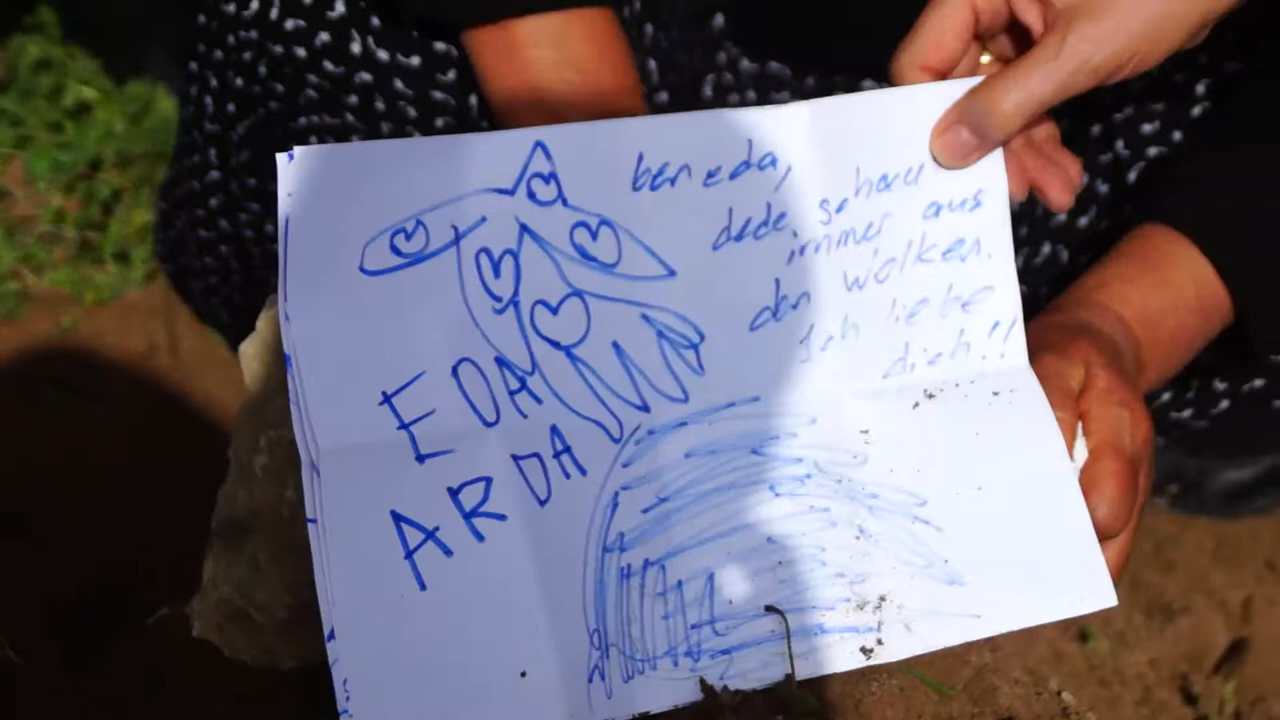 ben eda,
dede. schau
immer aus
den Wolken.
Ich liebe
dich!!
EDA
ARDA